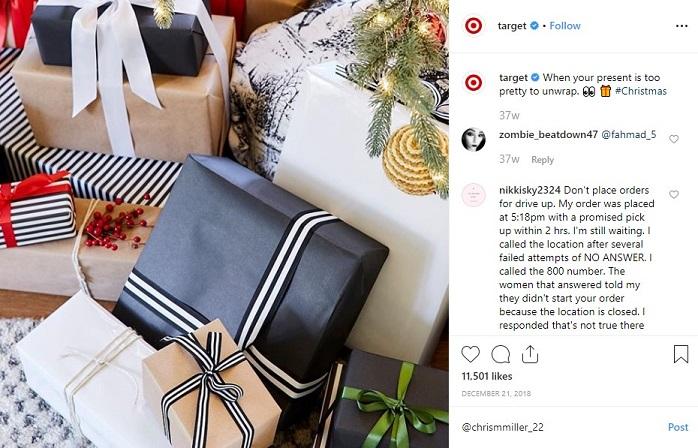 target • Follow
target When your present is too
pretty to unwrap. 👀 🎁 #Christmas
37w
zombie_beatdown47 @fahmad_5
37w Reply
nikkisky2324 Don't place orders
for drive up. My order was placed
at 5:18pm with a promised pick
up within 2 hrs. I'm still waiting. I
called the location after several
failed attempts of NO ANSWER. I
called the 800 number. The
women that answered told my
they didn't start your order
because the location is closed. I
responded that's not true there
11,501 likes
DECEMBER 21, 2018
@chrismmiller_22 Post